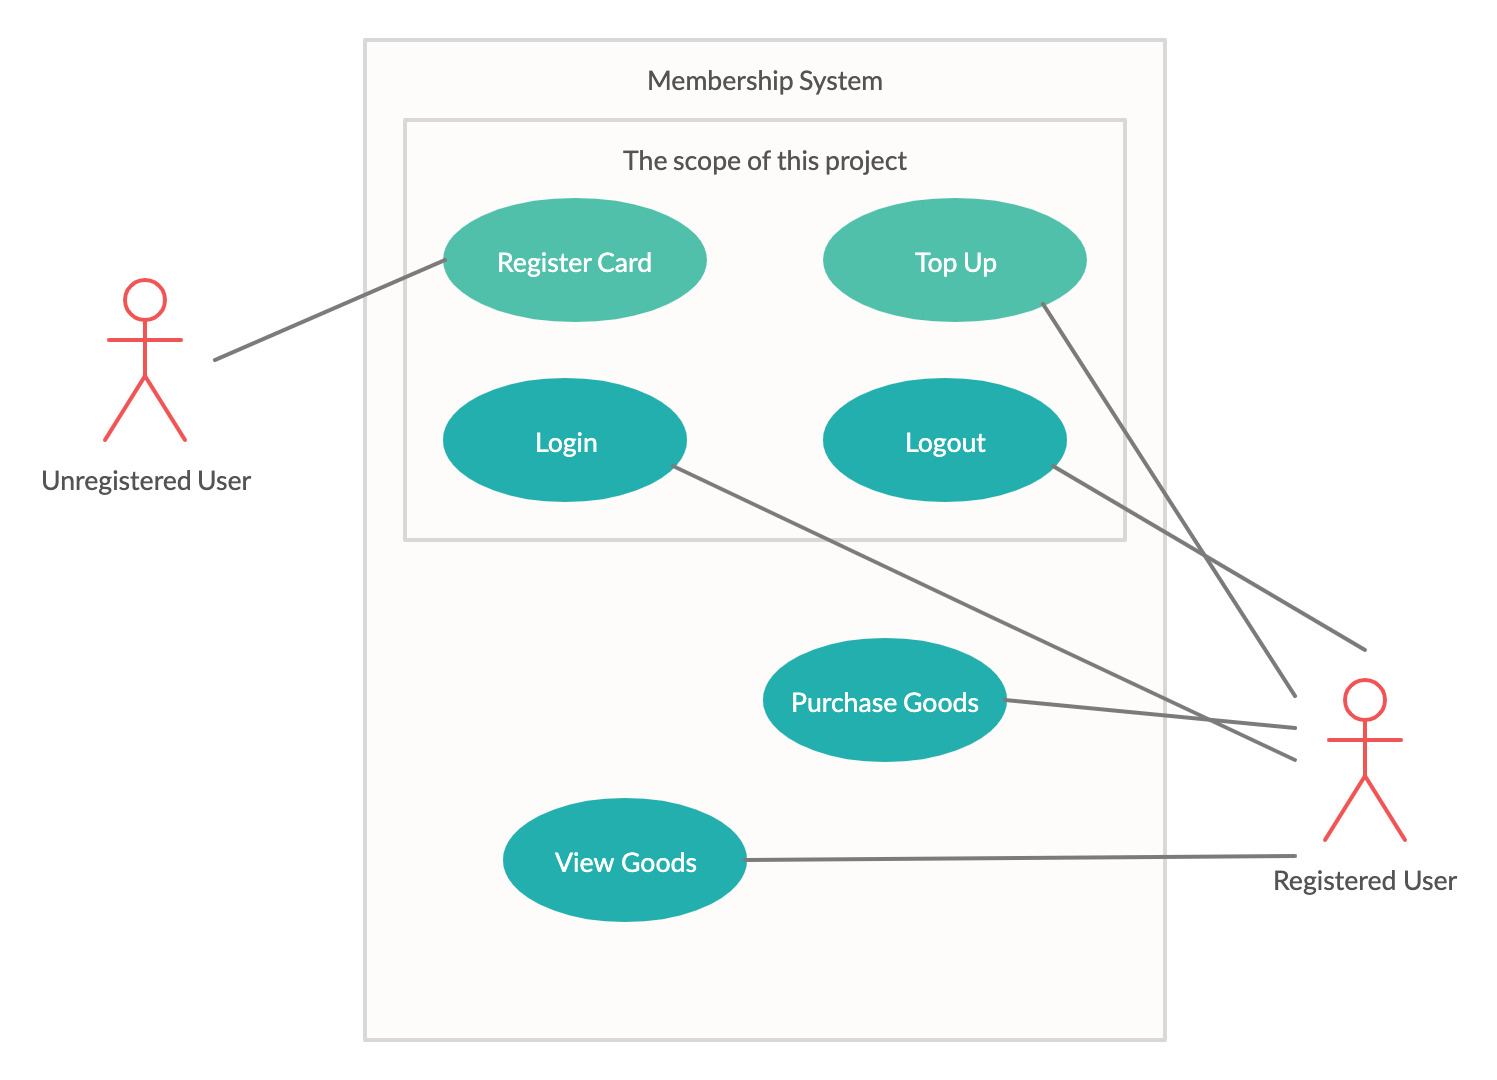 Membership System
The scope of this project
Register Card
Top Up
Login
Logout
Unregistered User
Purchase Goods
View Goods
Registered User